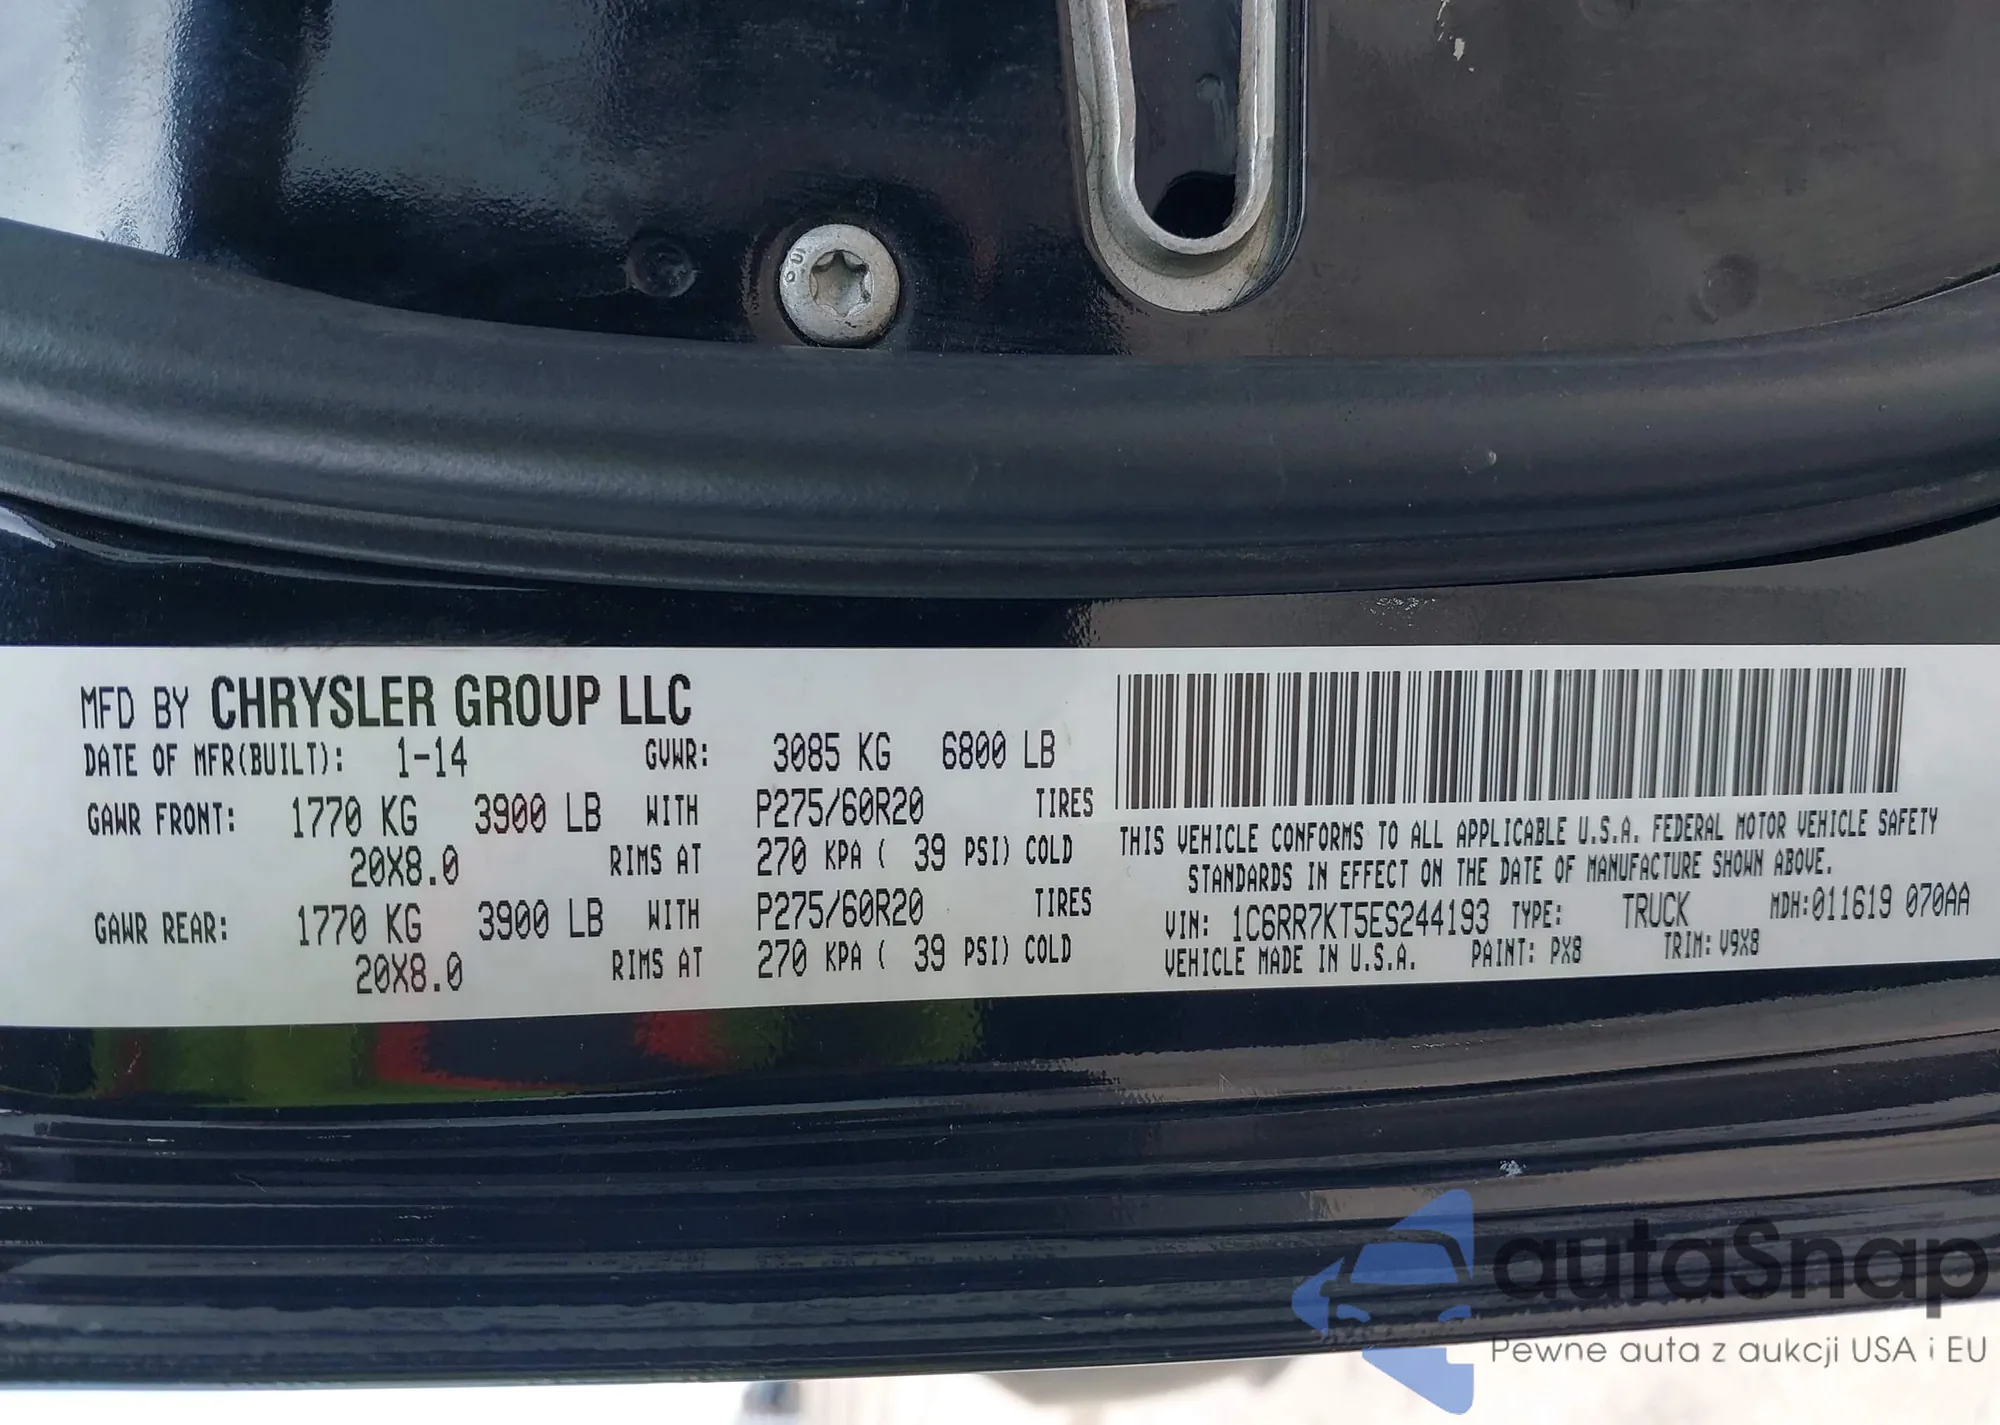 MFD BY CHRYSLER GROUP LLC
DATE OF MFR(BUILT): 1-14 GVWR: 3085 KG 6800 LB
GAWR FRONT: 1770 KG 3900 LB WITH P275/60R20 TIRES
20X8.0 RIMS AT 270 KPA ( 39 PSI) COLD
GAWR REAR: 1770 KG 3900 LB WITH P275/60R20 TIRES
20X8.0 RIMS AT 270 KPA ( 39 PSI) COLD
THIS VEHICLE CONFORMS TO ALL APPLICABLE U.S.A. FEDERAL MOTOR VEHICLE SAFETY
STANDARDS IN EFFECT ON THE DATE OF MANUFACTURE SHOWN ABOVE.
VIN: 1C6RR7KT5ES244193 TYPE: TRUCK MDH:011619 070AA
VEHICLE MADE IN U.S.A. PAINT: PX8 TRIM: V9X8
autaSnap
Pewne auta z aukcji USA i EU